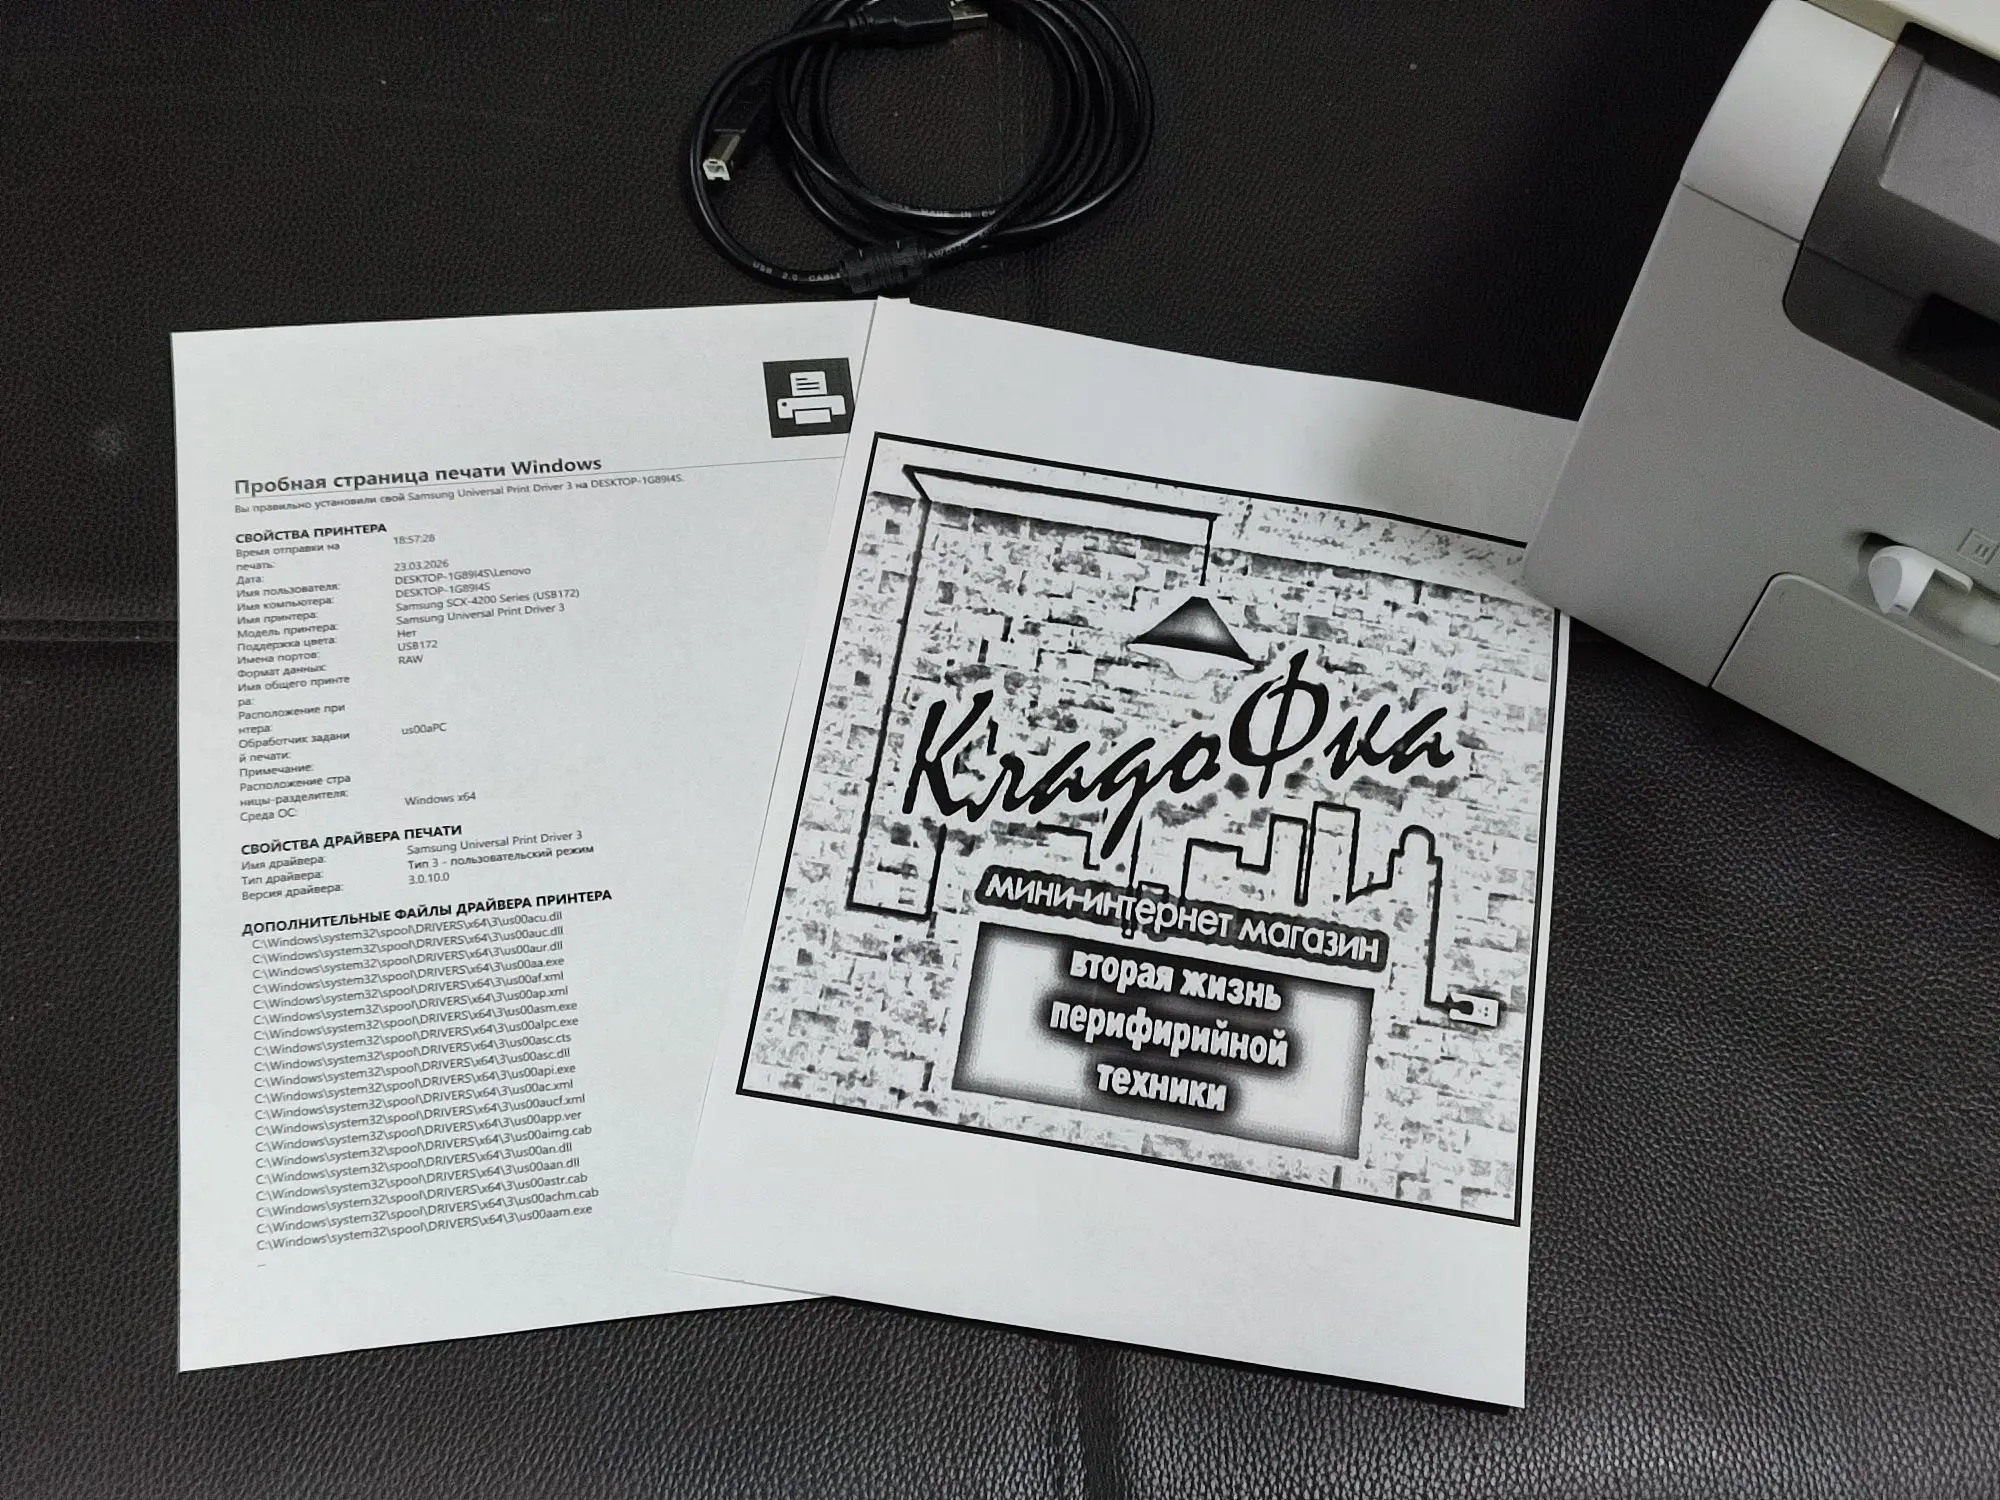 USB 2.0 CABLE
MADE IN
Пробная страница печати Windows
Вы правильно установили свой Samsung Universal Print Driver 3 на DESKTOP-1G89I4S.
СВОЙСТВА ПРИНТЕРА
Время отправки на
печать: 18:57:28
Дата: 23.03.2026
Имя пользователя: DESKTOP-1G89I4S\Lenovo
Имя компьютера: DESKTOP-1G89I4S
Имя принтера: Samsung SCX-4200 Series (USB172)
Модель принтера: Samsung Universal Print Driver 3
Поддержка цвета: Нет
Имена портов: USB172
Формат данных: RAW
Имя общего принте
ра:
Расположение при
нтера:
Обработчик задани us00aPC
й печати:
Примечание:
Расположение стра
ницы-разделителя:
Среда ОС: Windows x64
СВОЙСТВА ДРАЙВЕРА ПЕЧАТИ
Имя драйвера: Samsung Universal Print Driver 3
Тип драйвера: Тип 3 - пользовательский режим
Версия драйвера: 3.0.10.0
ДОПОЛНИТЕЛЬНЫЕ ФАЙЛЫ ДРАЙВЕРА ПРИНТЕРА
C:\Windows\system32\spool\DRIVERS\x64\3\us00acu.dll
C:\Windows\system32\spool\DRIVERS\x64\3\us00auc.dll
C:\Windows\system32\spool\DRIVERS\x64\3\us00aur.dll
C:\Windows\system32\spool\DRIVERS\x64\3\us00aa.exe
C:\Windows\system32\spool\DRIVERS\x64\3\us00af.xml
C:\Windows\system32\spool\DRIVERS\x64\3\us00ap.xml
C:\Windows\system32\spool\DRIVERS\x64\3\us00asm.exe
C:\Windows\system32\spool\DRIVERS\x64\3\us00alpc.exe
C:\Windows\system32\spool\DRIVERS\x64\3\us00asc.cts
C:\Windows\system32\spool\DRIVERS\x64\3\us00asc.dll
C:\Windows\system32\spool\DRIVERS\x64\3\us00api.exe
C:\Windows\system32\spool\DRIVERS\x64\3\us00ac.xml
C:\Windows\system32\spool\DRIVERS\x64\3\us00aucf.xml
C:\Windows\system32\spool\DRIVERS\x64\3\us00app.ver
C:\Windows\system32\spool\DRIVERS\x64\3\us00aimg.cab
C:\Windows\system32\spool\DRIVERS\x64\3\us00an.dll
C:\Windows\system32\spool\DRIVERS\x64\3\us00aan.dll
C:\Windows\system32\spool\DRIVERS\x64\3\us00astr.cab
C:\Windows\system32\spool\DRIVERS\x64\3\us00achm.cab
C:\Windows\system32\spool\DRIVERS\x64\3\us00aam.exe
КладоФка
мини-интернет магазин
вторая жизнь
перифирийной
техники